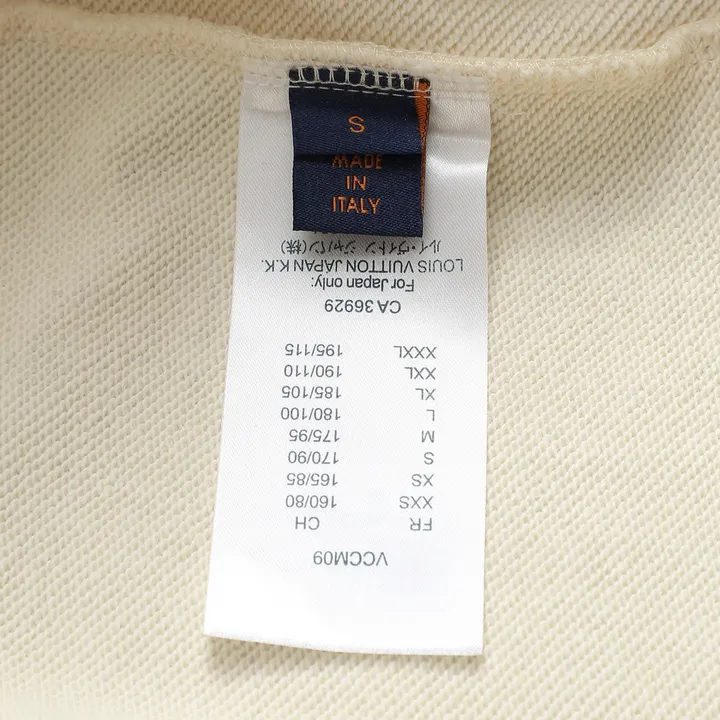 S
MADE
IN
ITALY
VCCM09
FR CH
XXS 160/80
XS 165/85
S 170/90
M 175/95
L 180/100
XL 185/105
XXL 190/110
XXXL 195/115
CA 36929
For Japan only:
LOUIS VUITTON JAPAN K.K.
ルイ・ヴィトン ジャパン(株)